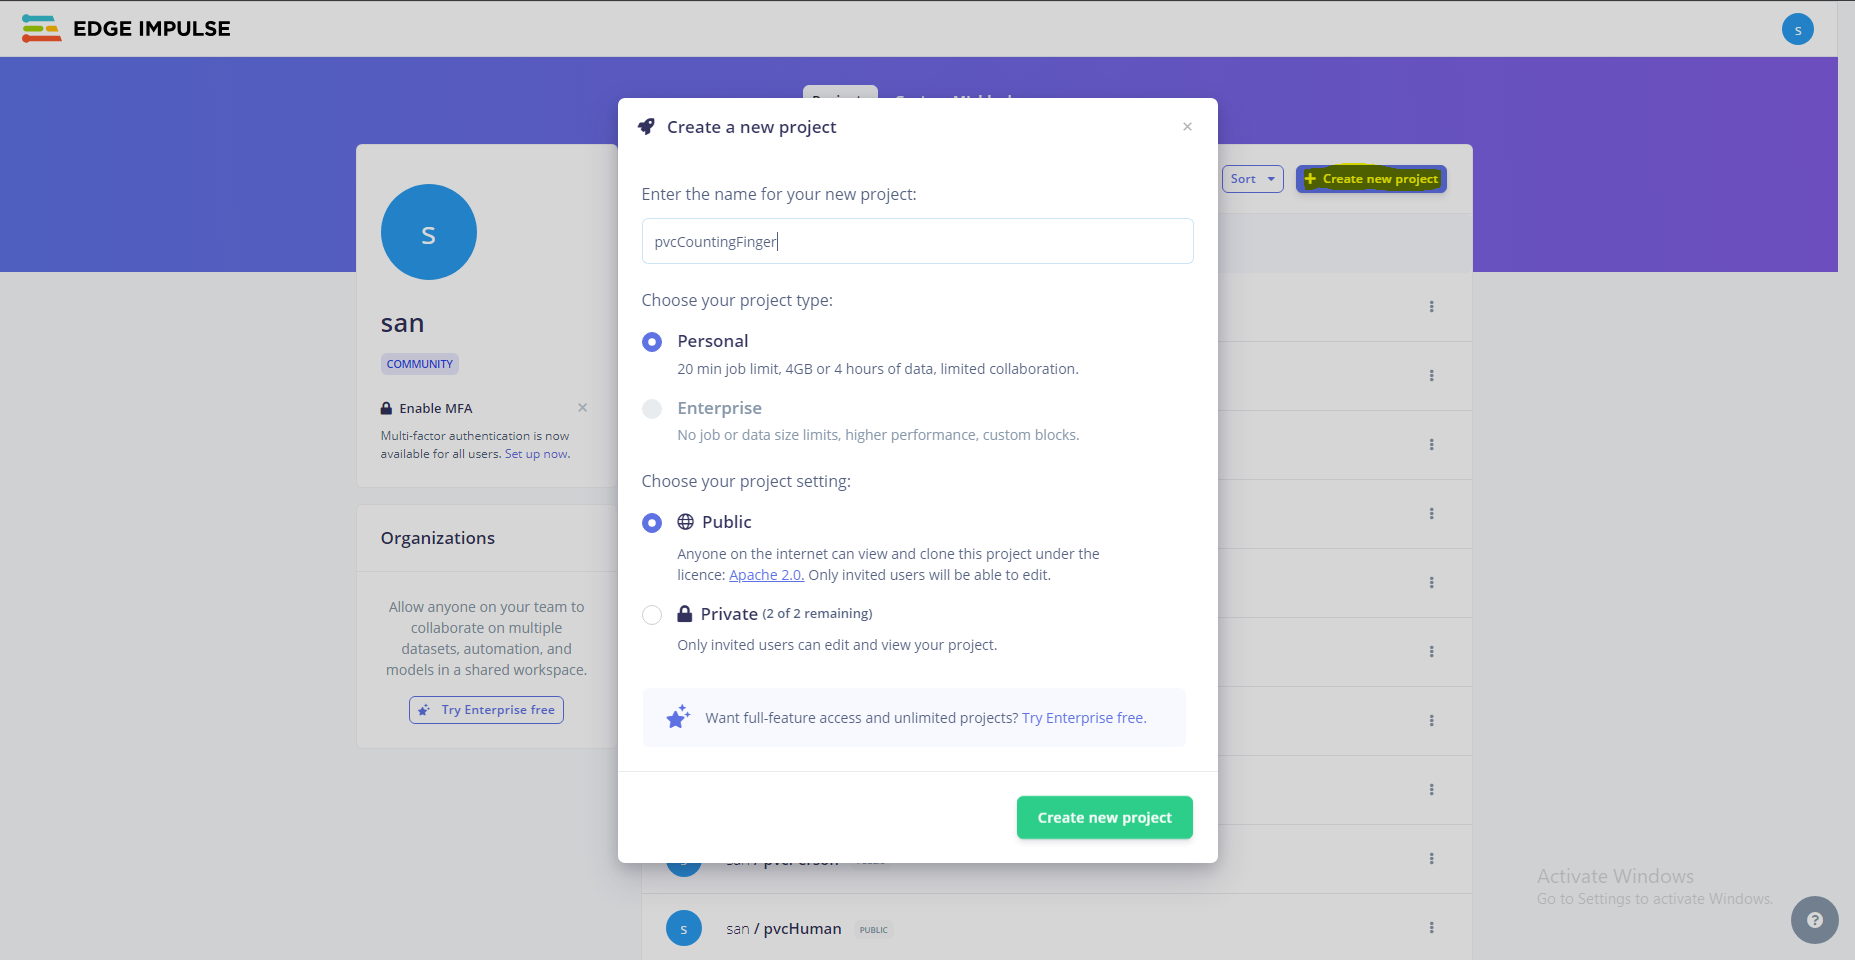 EDGE IMPULSE
s
Create a new project
Enter the name for your new project:
pvcCountingFinger
Choose your project type:
Personal
20 min job limit, 4GB or 4 hours of data, limited collaboration.
Enterprise
No job or data size limits, higher performance, custom blocks.
Choose your project setting:
Public
Anyone on the internet can view and clone this project under the
licence: Apache 2.0. Only invited users will be able to edit.
Private (2 of 2 remaining)
Only invited users can edit and view your project.
Want full-feature access and unlimited projects? Try Enterprise free.
Create new project
Sort
+ Create new project
s
san
COMMUNITY
Enable MFA
Multi-factor authentication is now
available for all users. Set up now.
Organizations
Allow anyone on your team to
collaborate on multiple
datasets, automation, and
models in a shared workspace.
Try Enterprise free
s
san / pvcHuman PUBLIC
Activate Windows
Go to Settings to activate Windows.
?